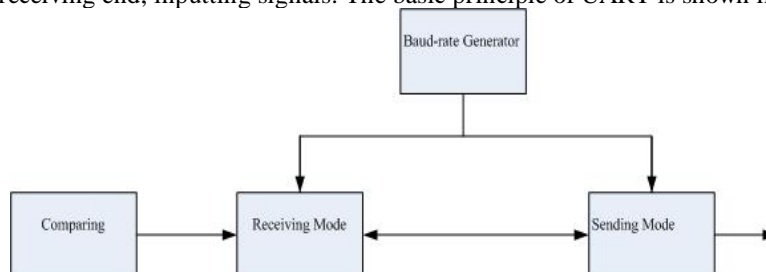 receiving end, inputting signals. The basic principle of UART is shown
Baud-rate Generator
Comparing
Receiving Mode
Sending Mode